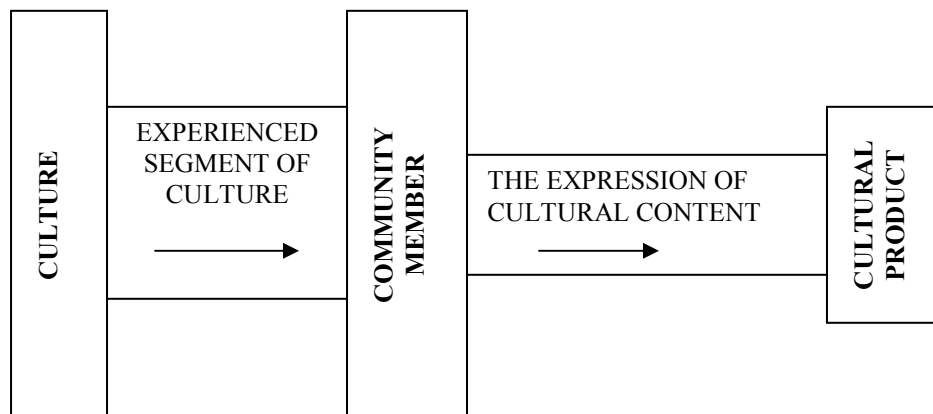 CULTURE
EXPERIENCED
SEGMENT OF
CULTURE
COMMUNITY
MEMBER
THE EXPRESSION OF
CULTURAL CONTENT
CULTURAL
PRODUCT